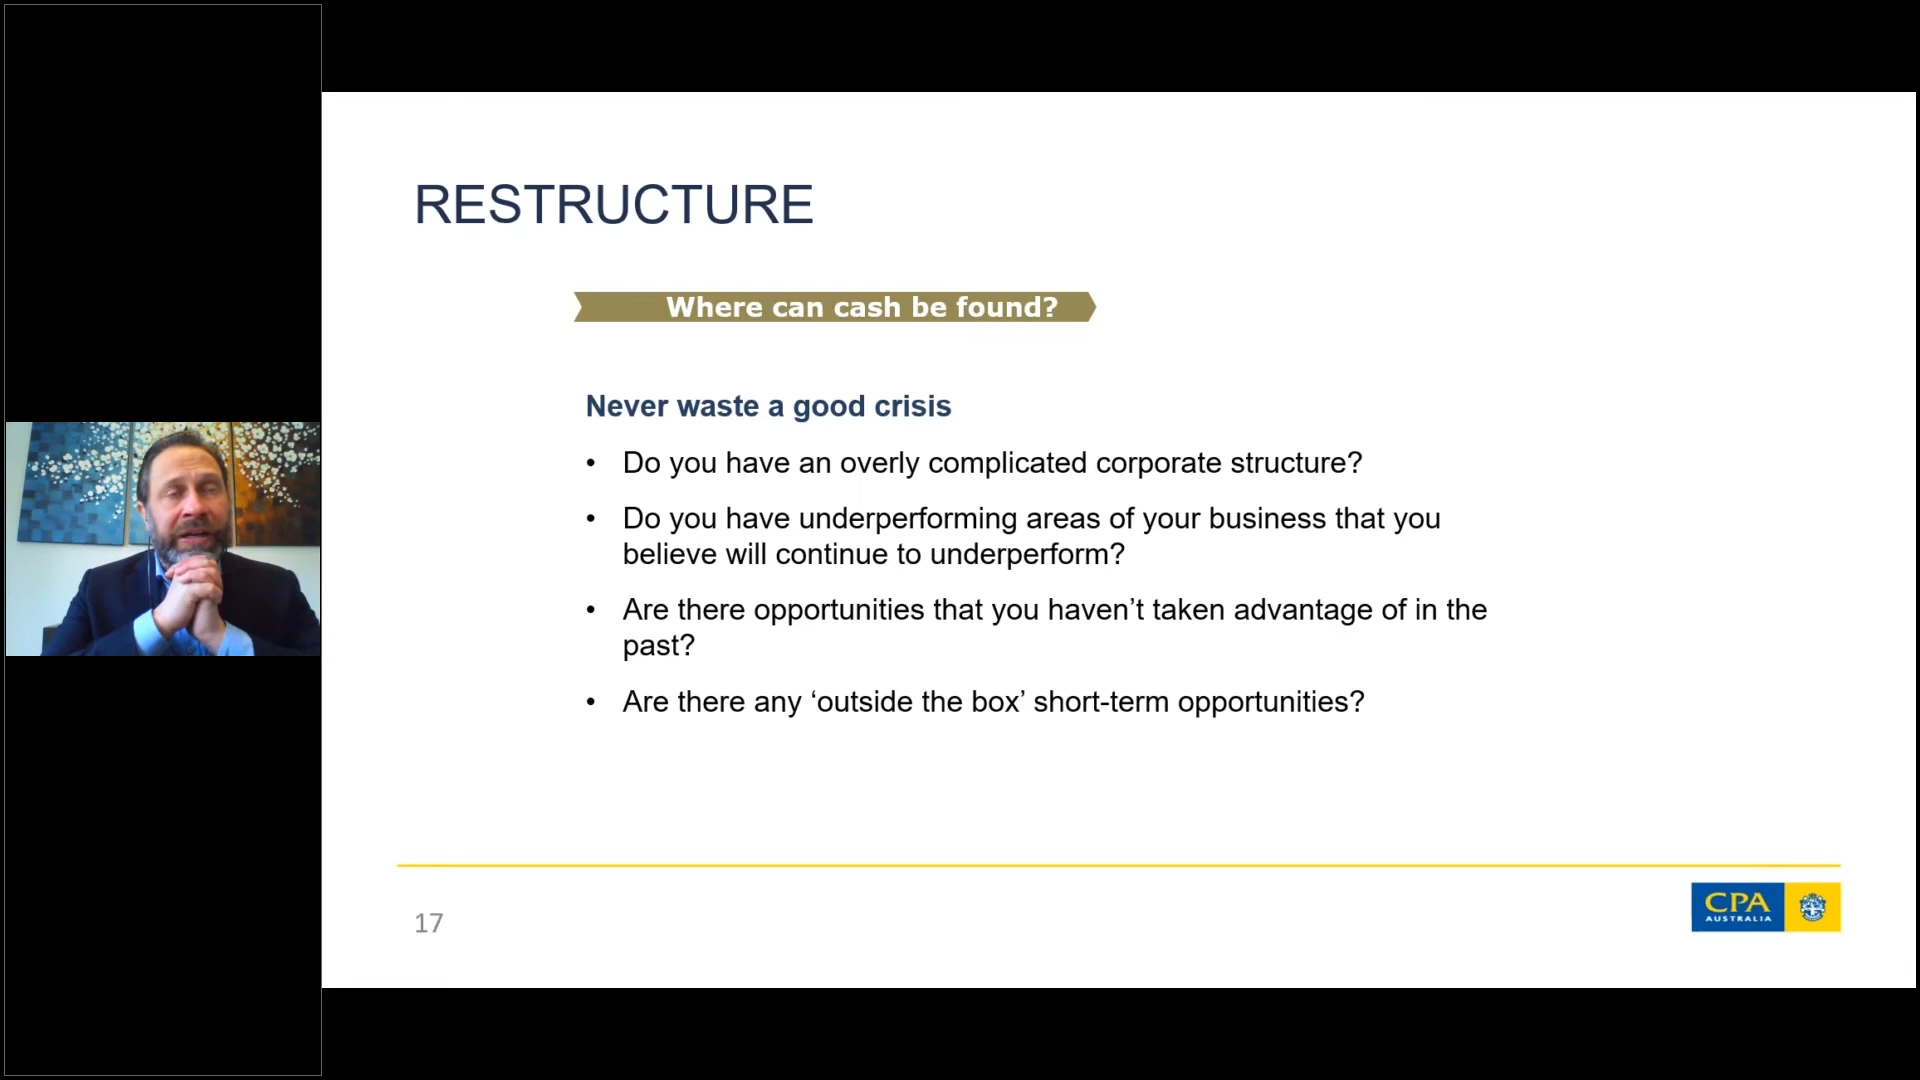 RESTRUCTURE
Where can cash be found?
Never waste a good crisis
• Do you have an overly complicated corporate structure?
• Do you have underperforming areas of your business that you
believe will continue to underperform?
• Are there opportunities that you haven’t taken advantage of in the
past?
• Are there any ‘outside the box’ short-term opportunities?
17
CPA
AUSTRALIA